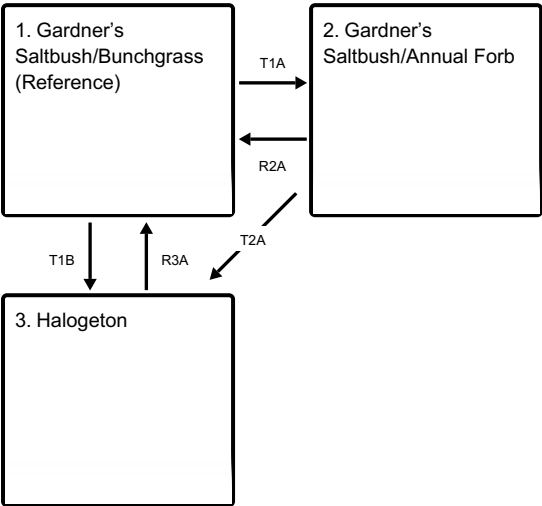 1. Gardner’s
Saltbush/Bunchgrass
(Reference)
T1A
R2A
2. Gardner’s
Saltbush/Annual Forb
T2A
T1B
R3A
3. Halogeton